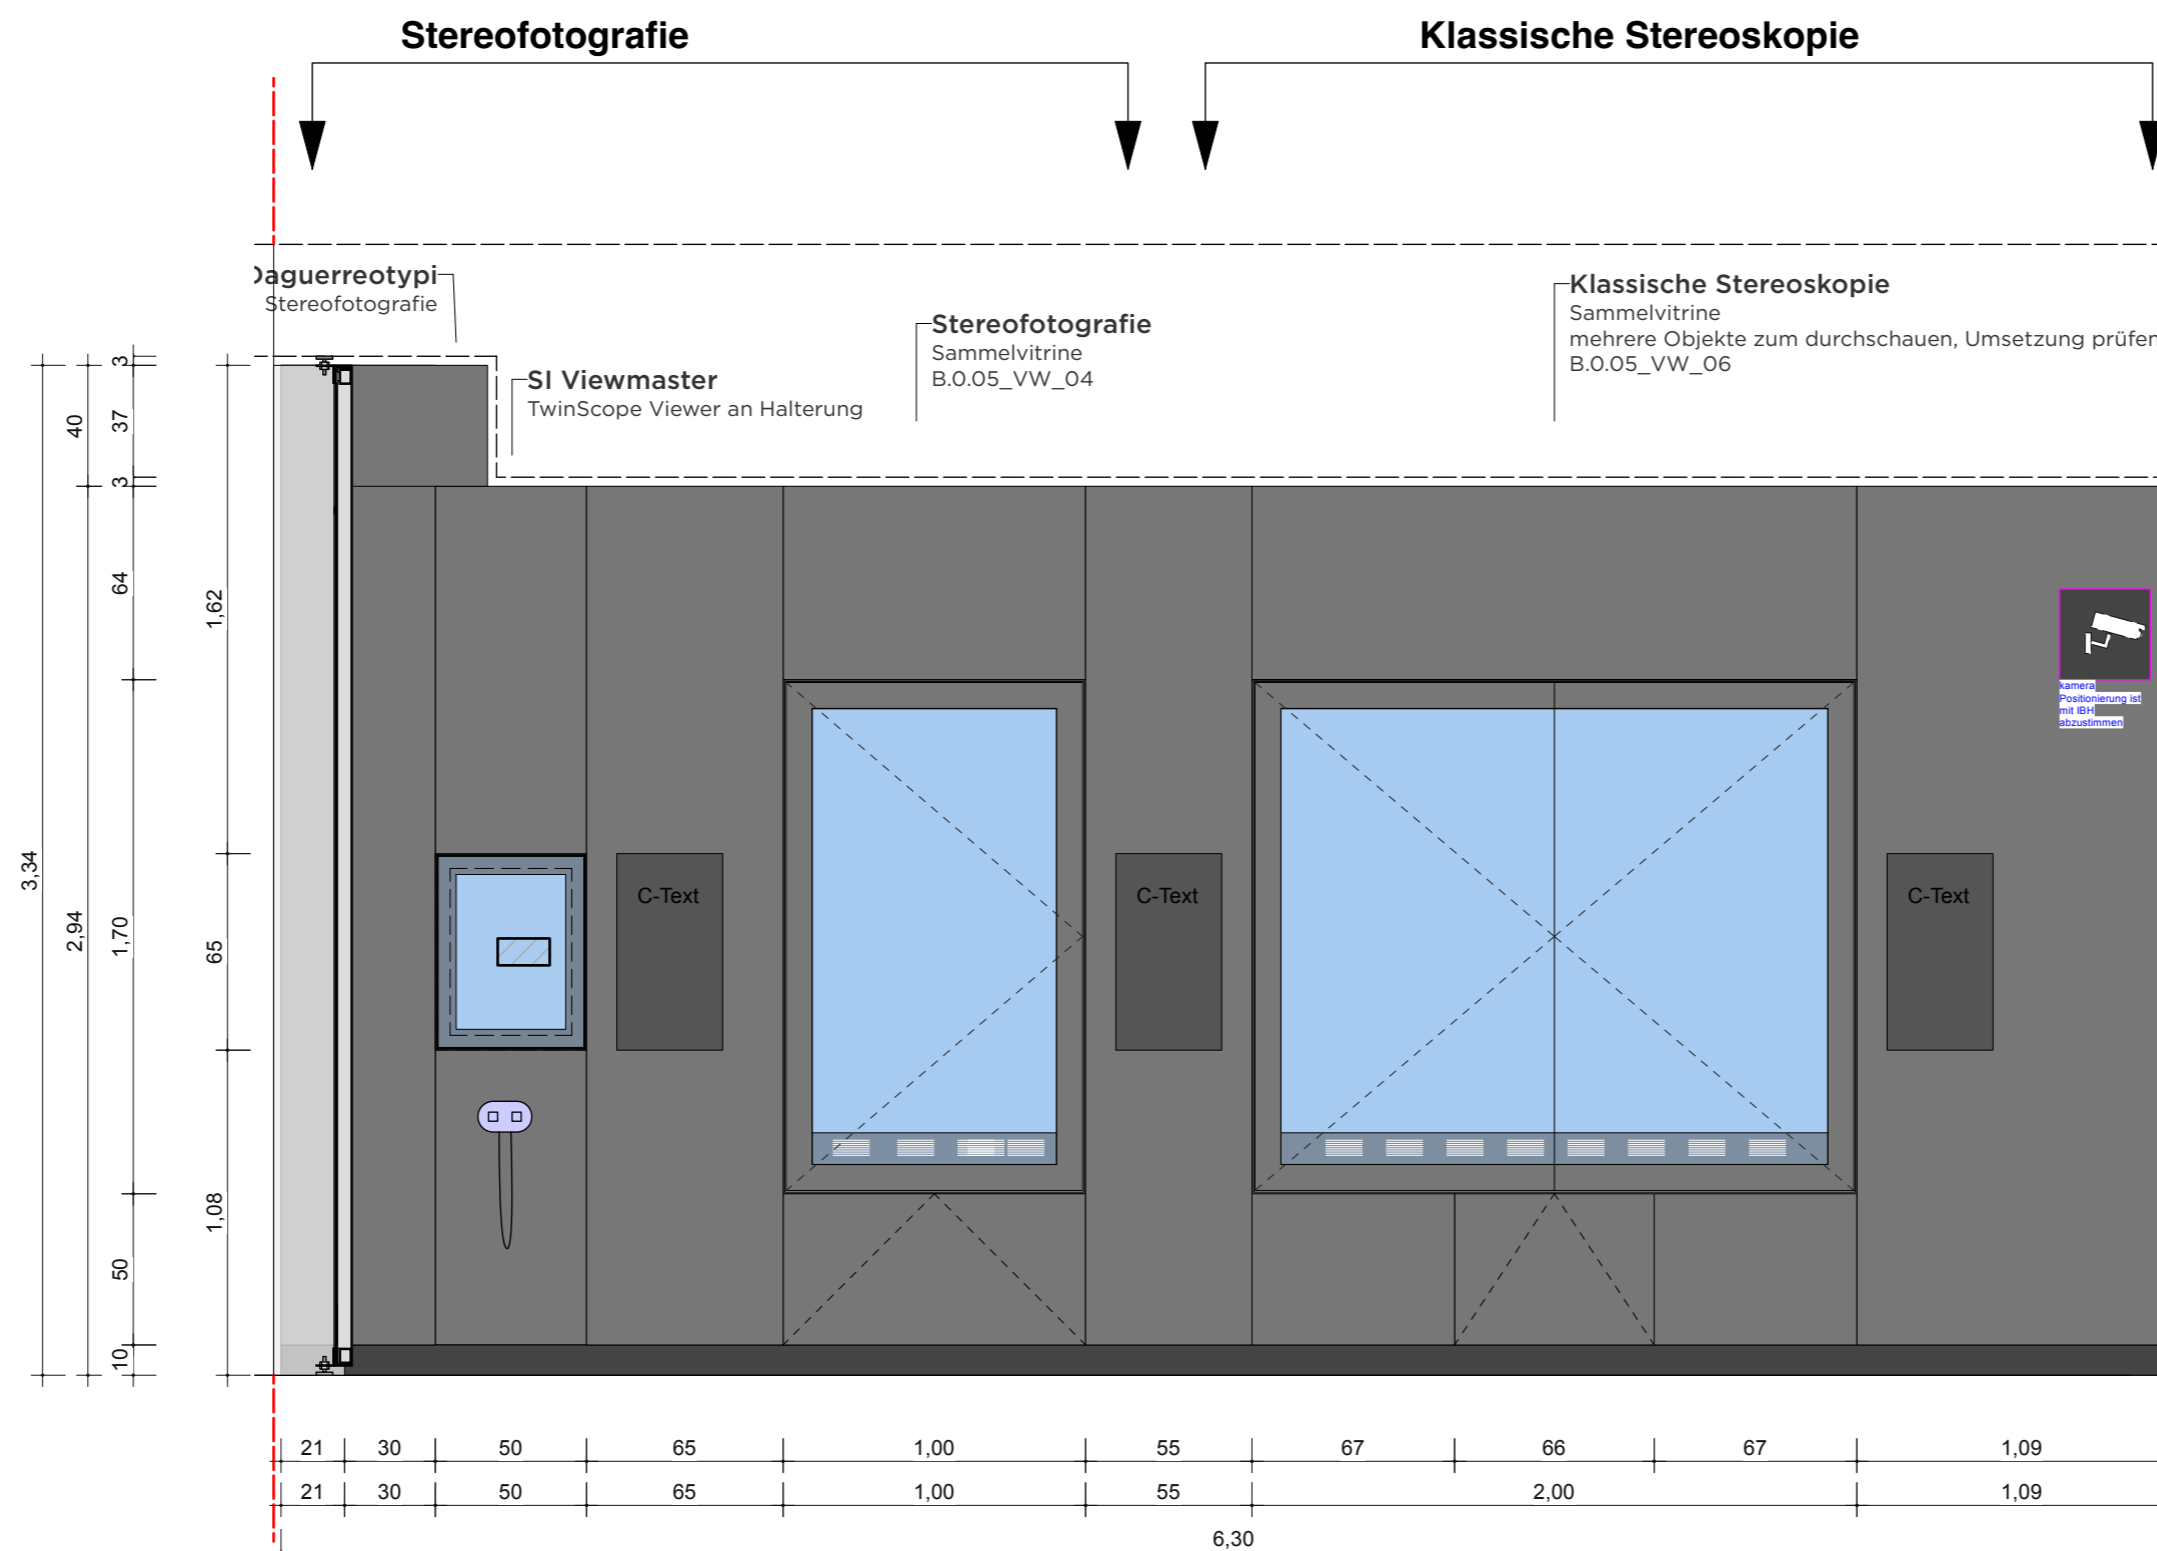 Stereofotografie
Klassische Stereoskopie
Daguerreotypi
Stereofotografie
SI Viewmaster
TwinScope Viewer an Halterung
Stereofotografie
Sammelvitrine
B.0.05_VW_04
Klassische Stereoskopie
Sammelvitrine
mehrere Objekte zum durchschauen, Umsetzung prüfen
B.0.05_VW_06
3,34
40
2,94
3
37
3
64
1,70
50
10
1,62
65
1,08
C-Text
C-Text
C-Text
kamera
Positionierung ist
mit IBH
abzustimmen
21 30 50 65 1,00 55 67 66 67 1,09
21 30 50 65 1,00 55 2,00 1,09
6,30